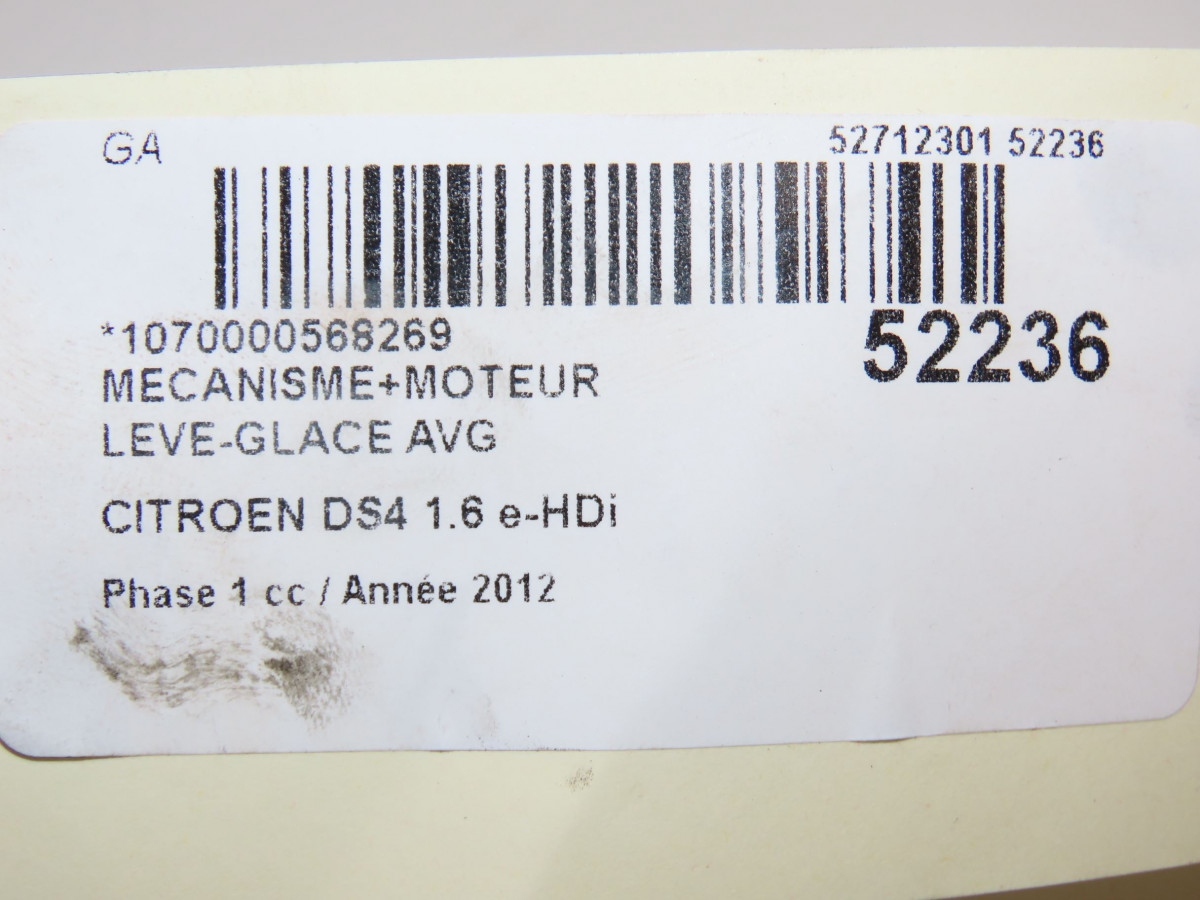 GA
52712301 52236
*1070000568269
52236
MECANISME+MOTEUR
LEVE-GLACE AVG
CITROEN DS4 1.6 e-HDi
Phase 1 cc / Année 2012